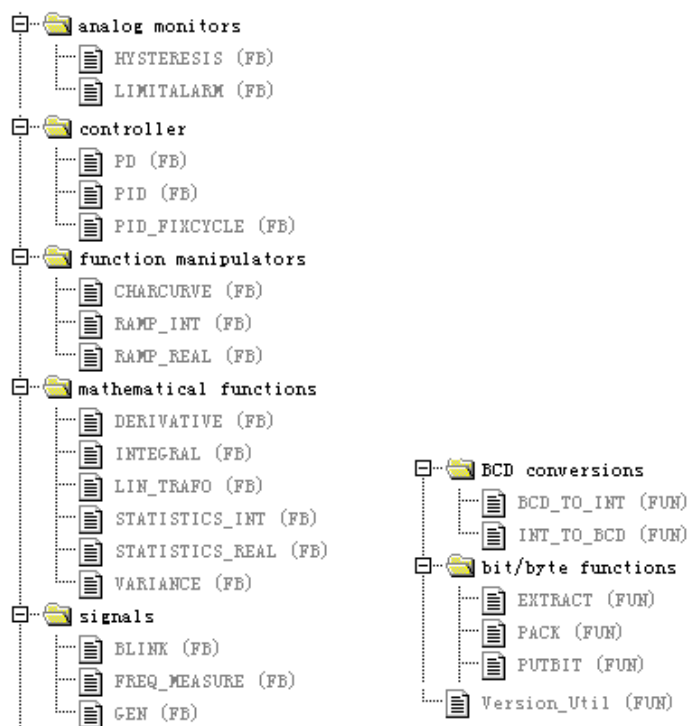 analog monitors
HYSTERESIS (FB)
LIMITALARM (FB)
controller
PD (FB)
PID (FB)
PID_FIXCYCLE (FB)
function manipulators
CHARCURVE (FB)
RAMP_INT (FB)
RAMP_REAL (FB)
mathematical functions
DERIVATIVE (FB)
INTEGRAL (FB)
LIN_TRAFO (FB)
STATISTICS_INT (FB)
STATISTICS_REAL (FB)
VARIANCE (FB)
signals
BLINK (FB)
FREQ_MEASURE (FB)
GEN (FB)
BCD conversions
BCD_TO_INT (FUN)
INT_TO_BCD (FUN)
bit/byte functions
EXTRACT (FUN)
PACK (FUN)
PUTBIT (FUN)
Version_Util (FUN)